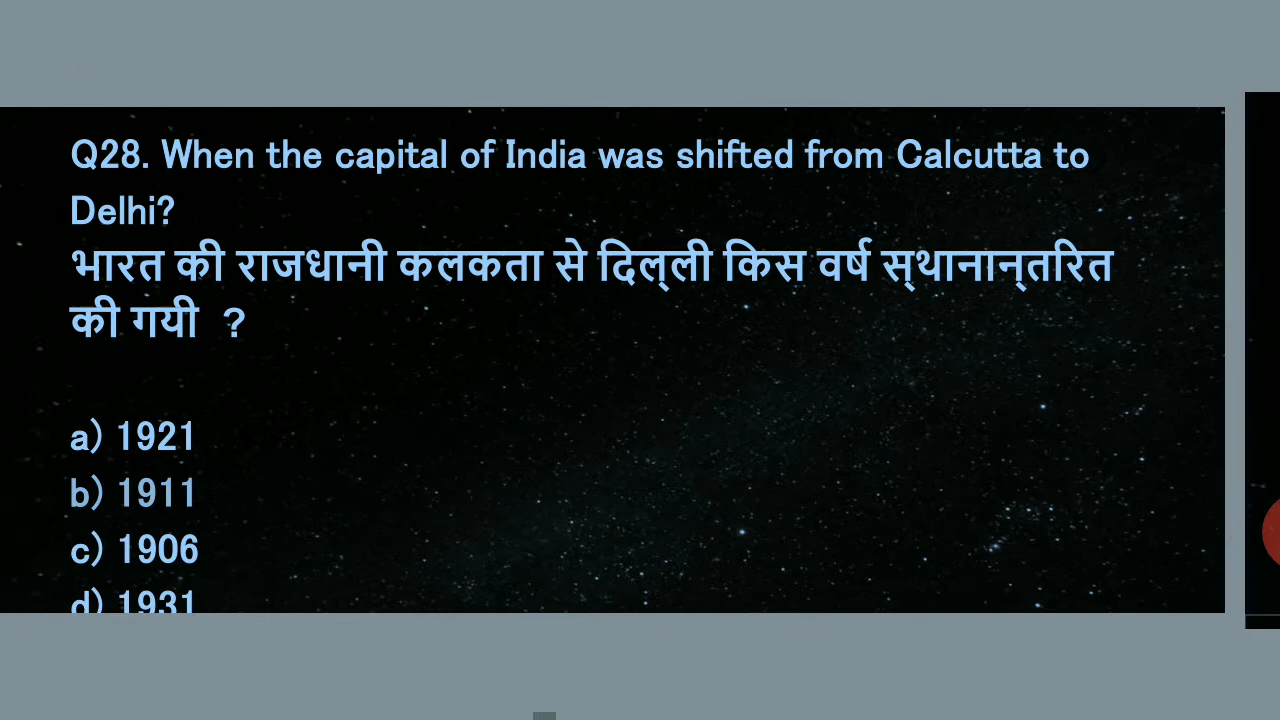 Q28. When the capital of India was shifted from Calcutta to
Delhi?
भारत की राजधानी कलकता से दिल्ली किस वर्ष स्थानान्तरित
की गयी ?
a) 1921
b) 1911
c) 1906
d) 1931